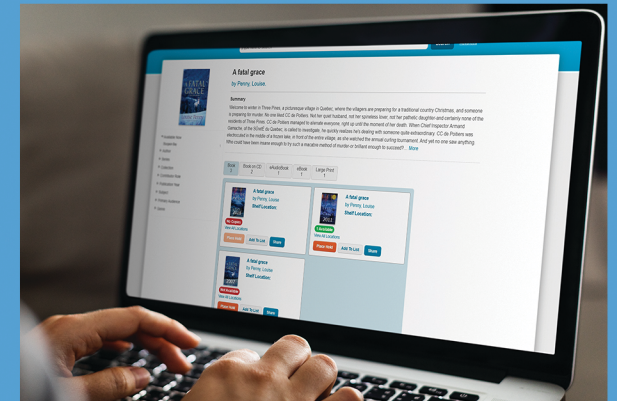 A fatal grace
by Penny, Louise
A FATAL
GRACE
Summary
Welcome to winter in Three Pines, a picturesque village in Quebec, where the villagers are preparing for a traditional country Christmas, and someone
is preparing for murder. No one liked CC de Poitiers. Not her quiet husband, not her spineless lover, not her pathetic daughter and certainly none of the
residents of Three Pines. CC de Poitiers managed to alienate everyone, right up until the moment of her death. When Chief Inspector Armand
Gamache, of the is called to investigate, he quickly realizes he's dealing with someone quite extraordinary. CC de Poitiers was
electrocuted in the middle of a frozen lake, in front of the entire village, as she watched the annual curling tournament. And yet no one saw anything.
Who could have been insane enough to try such a macabre method of murder or brilliant enough to succeed?... More
Book
Book on CD
eAudiobook
eBook
Large Print
A fatal grace
by Penny, Louise
Shelf Location:
2011
No Copies
View All Locations
Place Hold
Add To List
Share
A fatal grace
by Penny, Louise
Shelf Location:
2011
1 Available
View All Locations
Place Hold
Add To List
Share
A fatal grace
by Penny, Louise
Shelf Location:
2007
Not Available
View All Locations
Place Hold
Add To List
Share